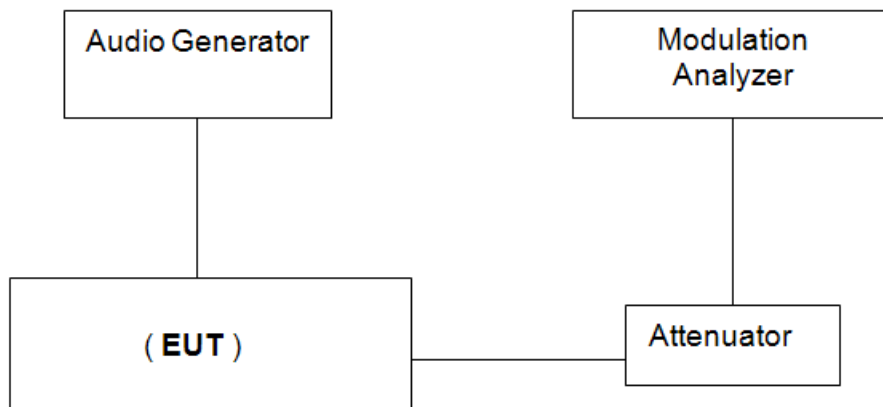 Audio Generator
Modulation
Analyzer
( EUT )
Attenuator